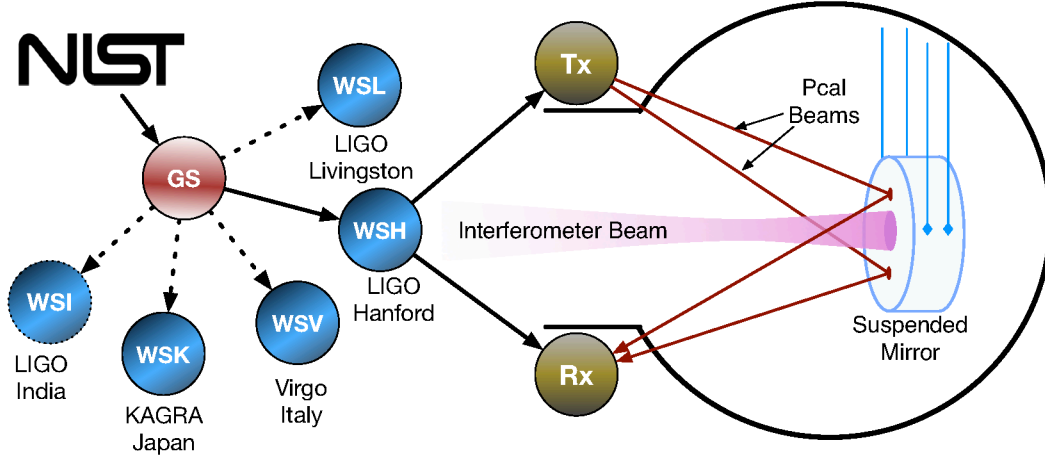 NIST
GS
WSL
LIGO
Livingston
WSH
LIGO
Hanford
WSI
LIGO
India
WSK
KAGRA
Japan
WSV
Virgo
Italy
Tx
Pcal
Beams
Interferometer Beam
Suspended
Mirror
Rx